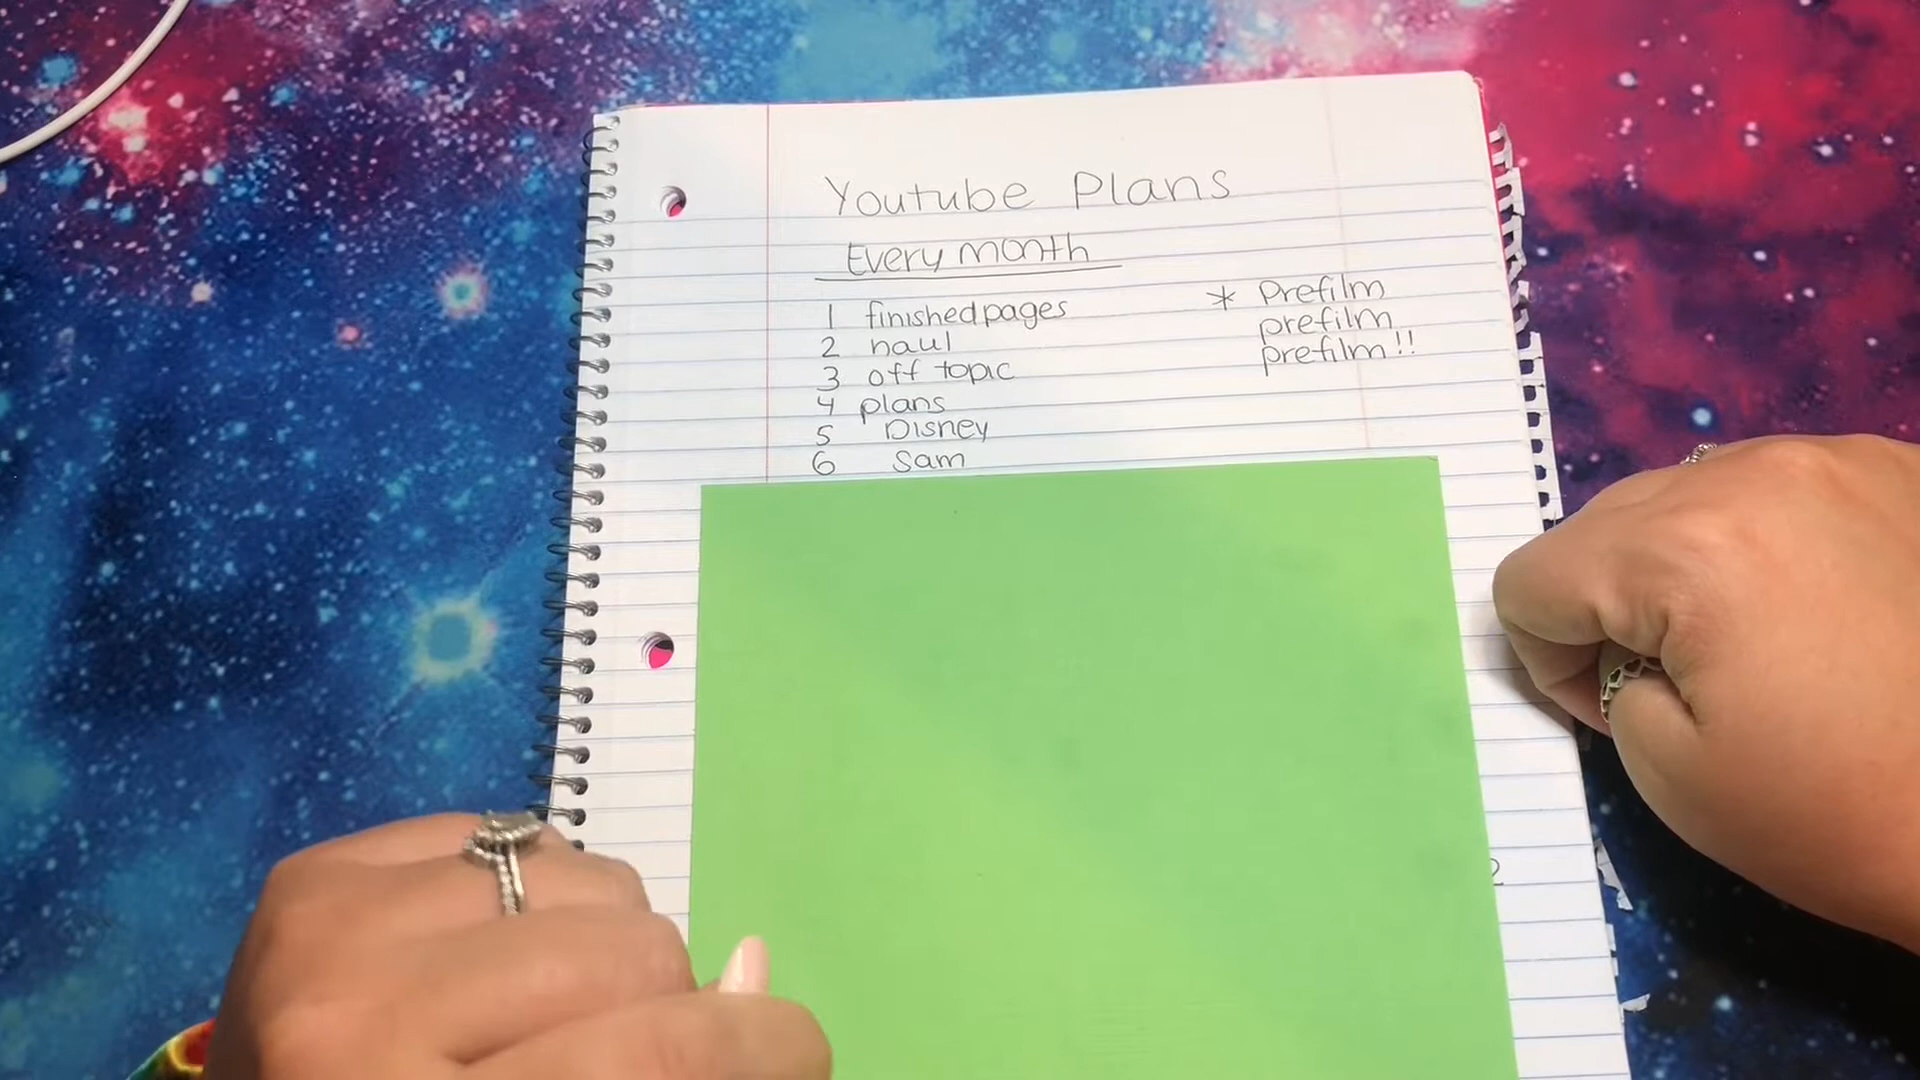 Youtube Plans
Every month
1 finished pages
2 haul
3 off topic
4 plans
5 Disney
6 Sam
* Prefilm
prefilm
prefilm!!
2